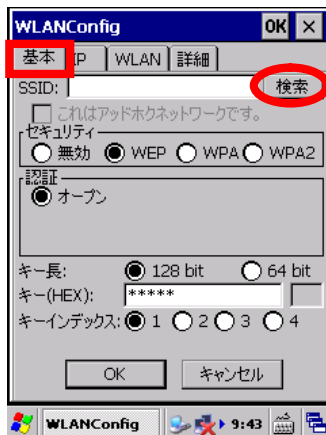 WLANConfig OK ×
基本 IP WLAN 詳細
SSID: 検索
これはアッドホクネットワークです。
セキュリティ
無効 WEP WPA WPA2
認証
オープン
キー長: 128 bit 64 bit
キー(HEX): *****
キーインデックス: 1 2 3 4
OK キャンセル
WLANConfig 9:43